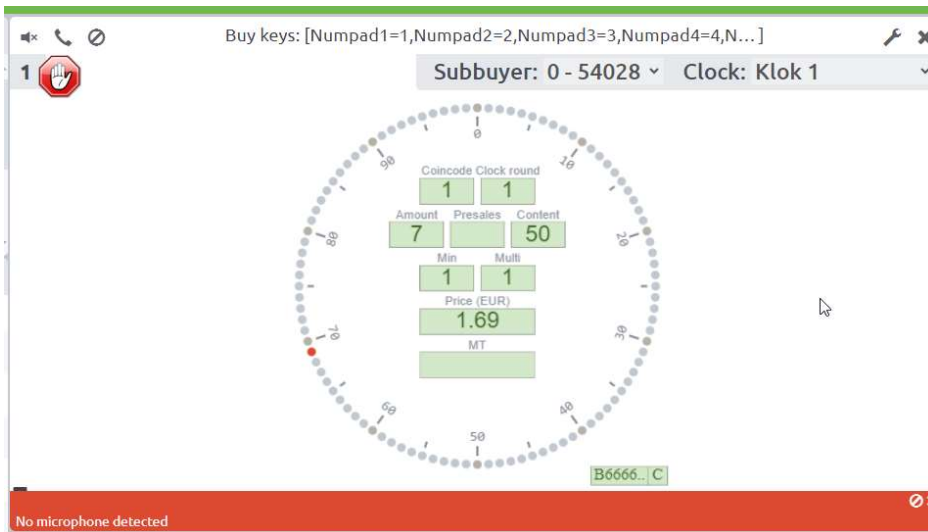 Buy keys: [Numpad1=1,Numpad2=2,Numpad3=3,Numpad4=4,N...]
1
Subbuyer: 0 - 54028
Clock: Klok 1
0
10
20
30
40
50
60
70
80
90
Coincode Clock round
1 1
Amount Presales Content
7 50
Min Multi
1 1
Price (EUR)
1.69
MT
B6666.. C
No microphone detected